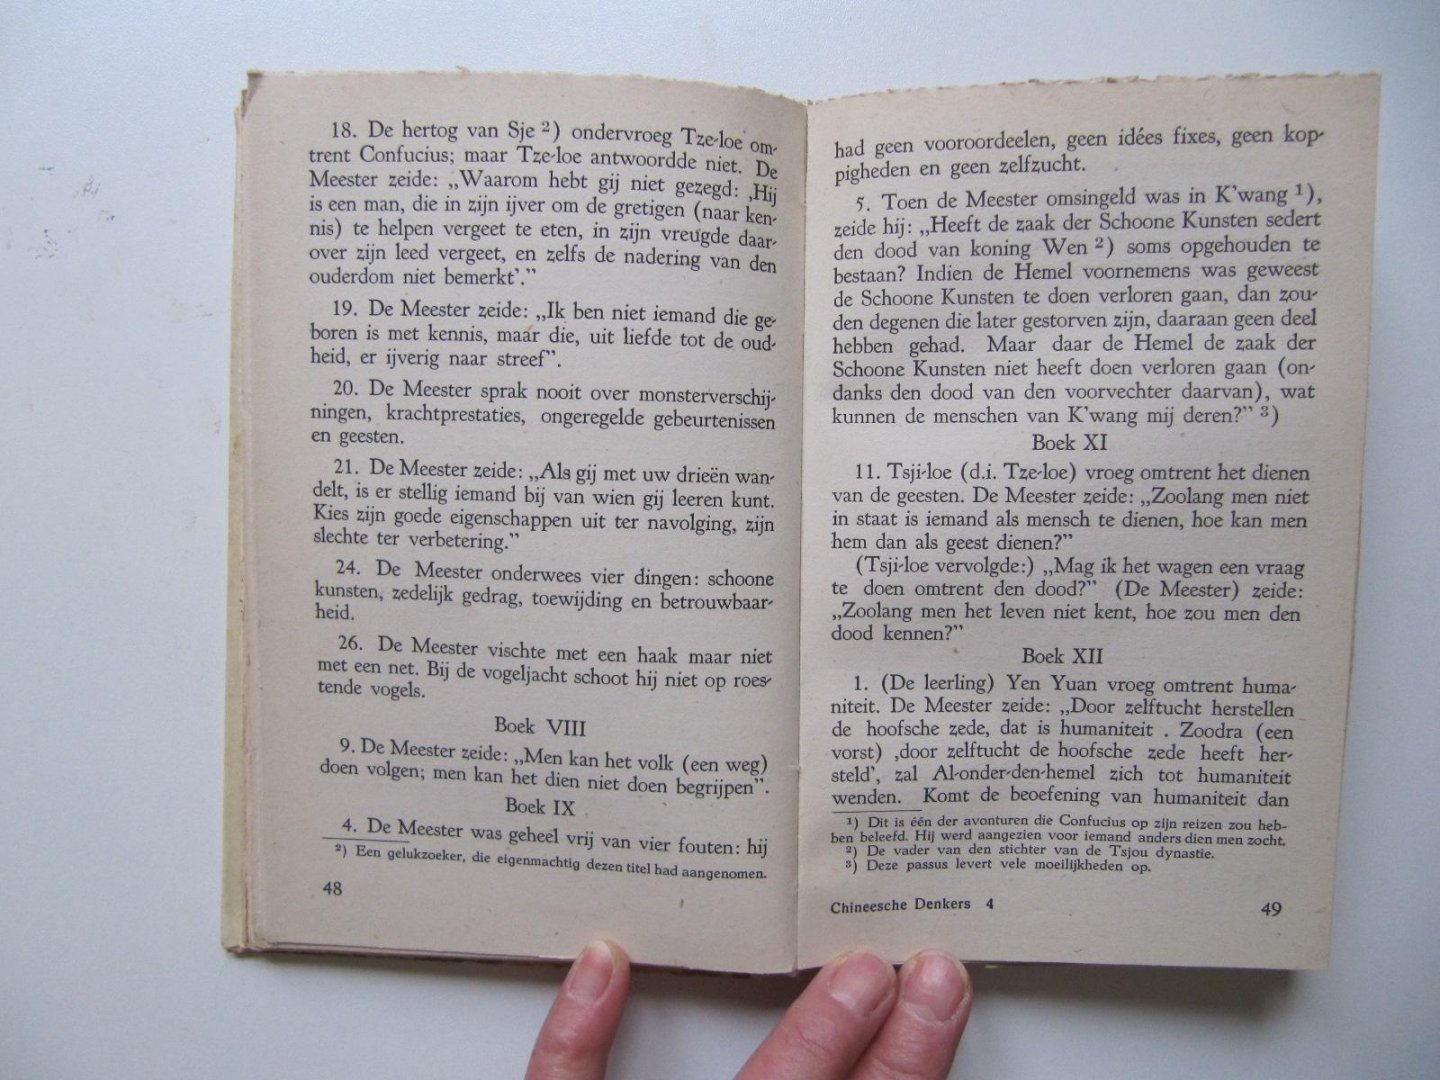 18. De hertog van Sje ²) ondervroeg Tze-loe om-
trent Confucius; maar Tze-loe antwoordde niet. De
Meester zeide: „Waarom hebt gij niet gezegd: ‚Hij
is een man, die in zijn ijver om de gretigen (naar ken-
nis) te helpen vergeet te eten, in zijn vreugde daar-
over zijn leed vergeet, en zelfs de nadering van den
ouderdom niet bemerkt’.”
19. De Meester zeide: „Ik ben niet iemand die ge-
boren is met kennis, maar die, uit liefde tot de oud-
heid, er ijverig naar streef”.
20. De Meester sprak nooit over monsterverschij-
ningen, krachtprestaties, ongeregelde gebeurtenissen
en geesten.
21. De Meester zeide: „Als gij met uw drieën wan-
delt, is er stellig iemand bij van wien gij leeren kunt.
Kies zijn goede eigenschappen uit ter navolging, zijn
slechte ter verbetering.”
24. De Meester onderwees vier dingen: schoone
kunsten, zedelijk gedrag, toewijding en betrouwbaar-
heid.
26. De Meester vischte met een haak maar niet
met een net. Bij de vogeljacht schoot hij niet op roes-
tende vogels.
Boek VIII
9. De Meester zeide: „Men kan het volk (een weg)
doen volgen; men kan het dien niet doen begrijpen”.
Boek IX
4. De Meester was geheel vrij van vier fouten: hij
²) Een gelukzoeker, die eigenmachtig dezen titel had aangenomen.
48
had geen vooroordeelen, geen idées fixes, geen kop-
pigheden en geen zelfzucht.
5. Toen de Meester omsingeld was in K’wang ¹),
zeide hij: „Heeft de zaak der Schoone Kunsten sedert
den dood van koning Wen ²) soms opgehouden te
bestaan? Indien de Hemel voornemens was geweest
de Schoone Kunsten te doen verloren gaan, dan zou-
den degenen die later gestorven zijn, daaraan geen deel
hebben gehad. Maar daar de Hemel de zaak der
Schoone Kunsten niet heeft doen verloren gaan (on-
danks den dood van den voorvechter daarvan), wat
kunnen de menschen van K’wang mij deren?” ³)
Boek XI
11. Tsji-loe (d.i. Tze-loe) vroeg omtrent het dienen
van de geesten. De Meester zeide: „Zoolang men niet
in staat is iemand als mensch te dienen, hoe kan men
hem dan als geest dienen?”
(Tsji-loe vervolgde:) „Mag ik het wagen een vraag
te doen omtrent den dood?” (De Meester) zeide:
„Zoolang men het leven niet kent, hoe zou men den
dood kennen?”
Boek XII
1. (De leerling) Yen Yuan vroeg omtrent huma-
niteit. De Meester zeide: „Door zelftucht herstellen
de hoofsche zede, dat is humaniteit . Zoodra (een
vorst) ‚door zelftucht de hoofsche zede heeft her-
steld’, zal Al-onder-den-hemel zich tot humaniteit
wenden. Komt de beoefening van humaniteit dan
¹) Dit is één der avonturen die Confucius op zijn reizen zou heb-
ben beleefd. Hij werd aangezien voor iemand anders dien men zocht.
²) De vader van den stichter van de Tsjou dynastie.
³) Deze passus levert vele moeilijkheden op.
Chineesche Denkers 4
49